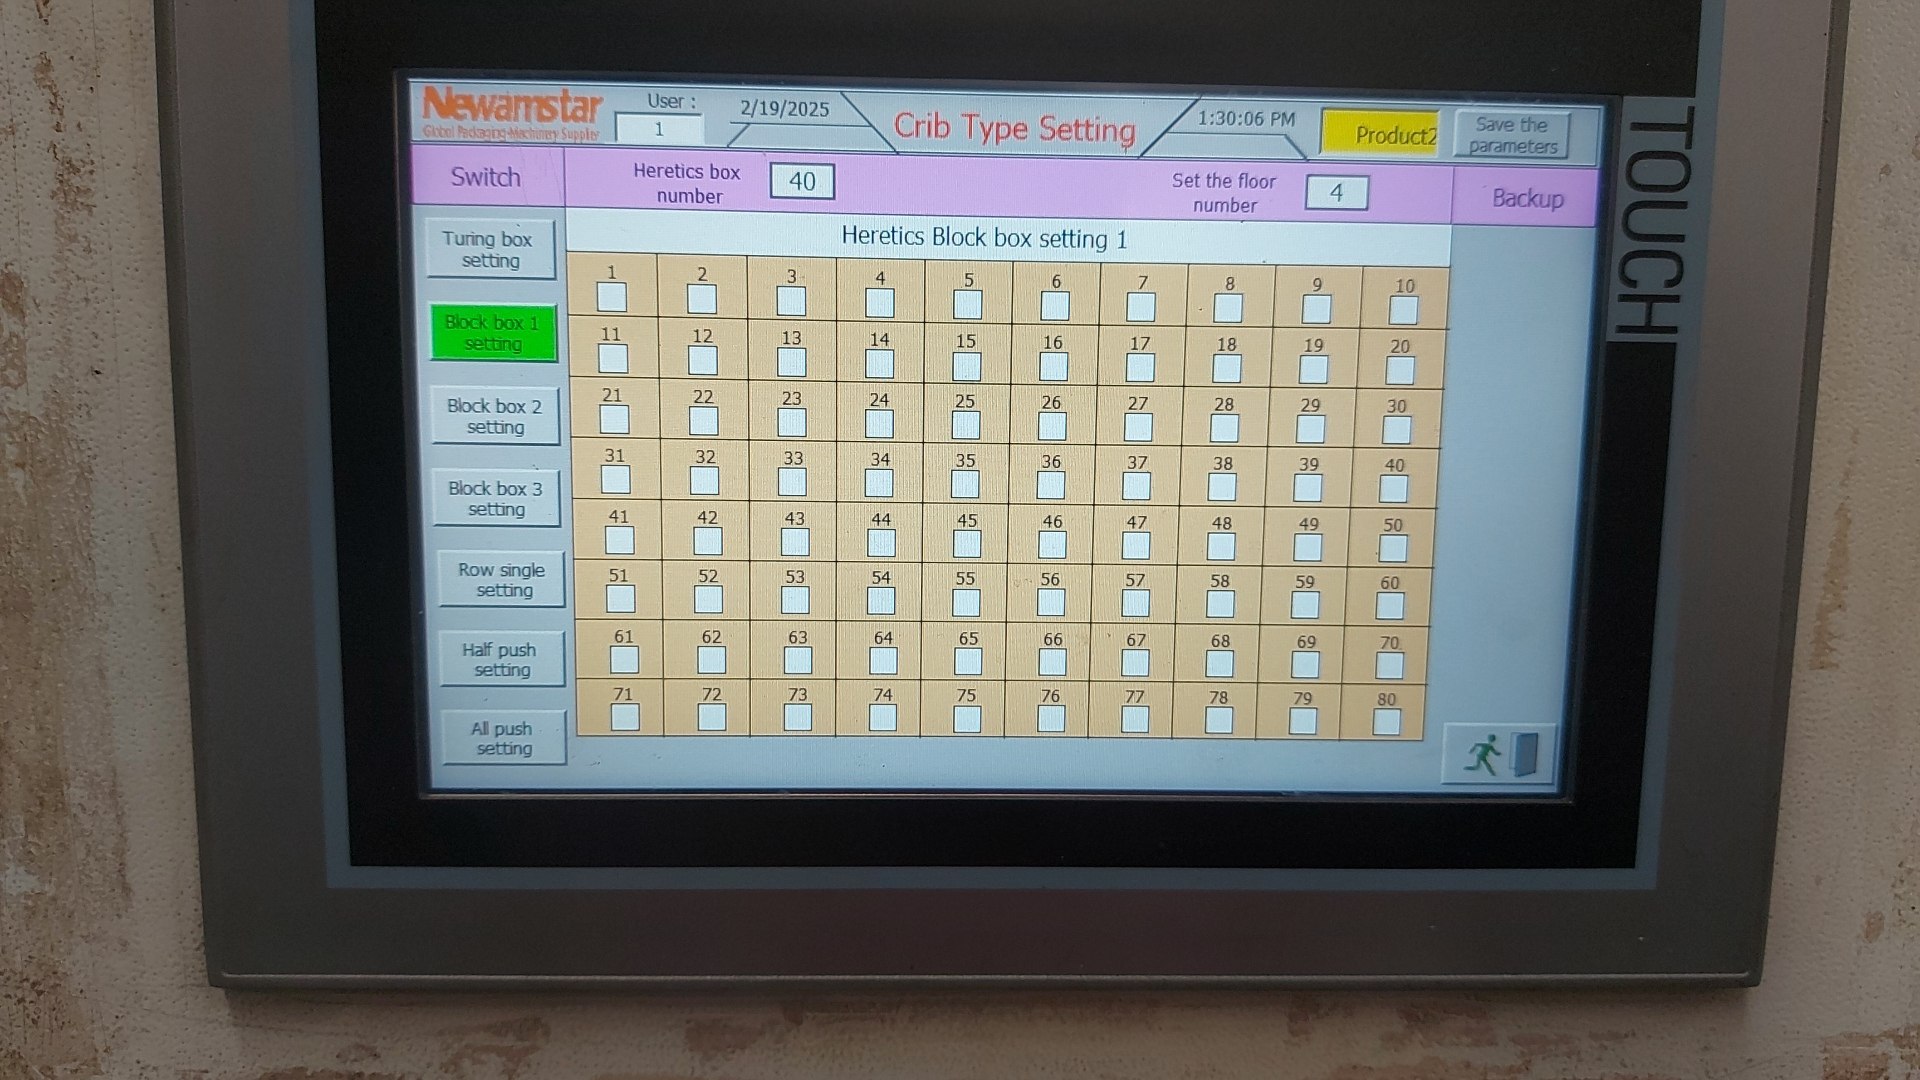 Newamstar
Global Packaging-Machinery Supplier
User :
1
2/19/2025
Crib Type Setting
1:30:06 PM
Product2
Save the
parameters
Switch
Heretics box
number
40
Set the floor
number
4
Backup
Heretics Block box setting 1
Turing box
setting
Block box 1
setting
Block box 2
setting
Block box 3
setting
Row single
setting
Half push
setting
All push
setting
1 2 3 4 5 6 7 8 9 10
11 12 13 14 15 16 17 18 19 20
21 22 23 24 25 26 27 28 29 30
31 32 33 34 35 36 37 38 39 40
41 42 43 44 45 46 47 48 49 50
51 52 53 54 55 56 57 58 59 60
61 62 63 64 65 66 67 68 69 70
71 72 73 74 75 76 77 78 79 80
TOUCH